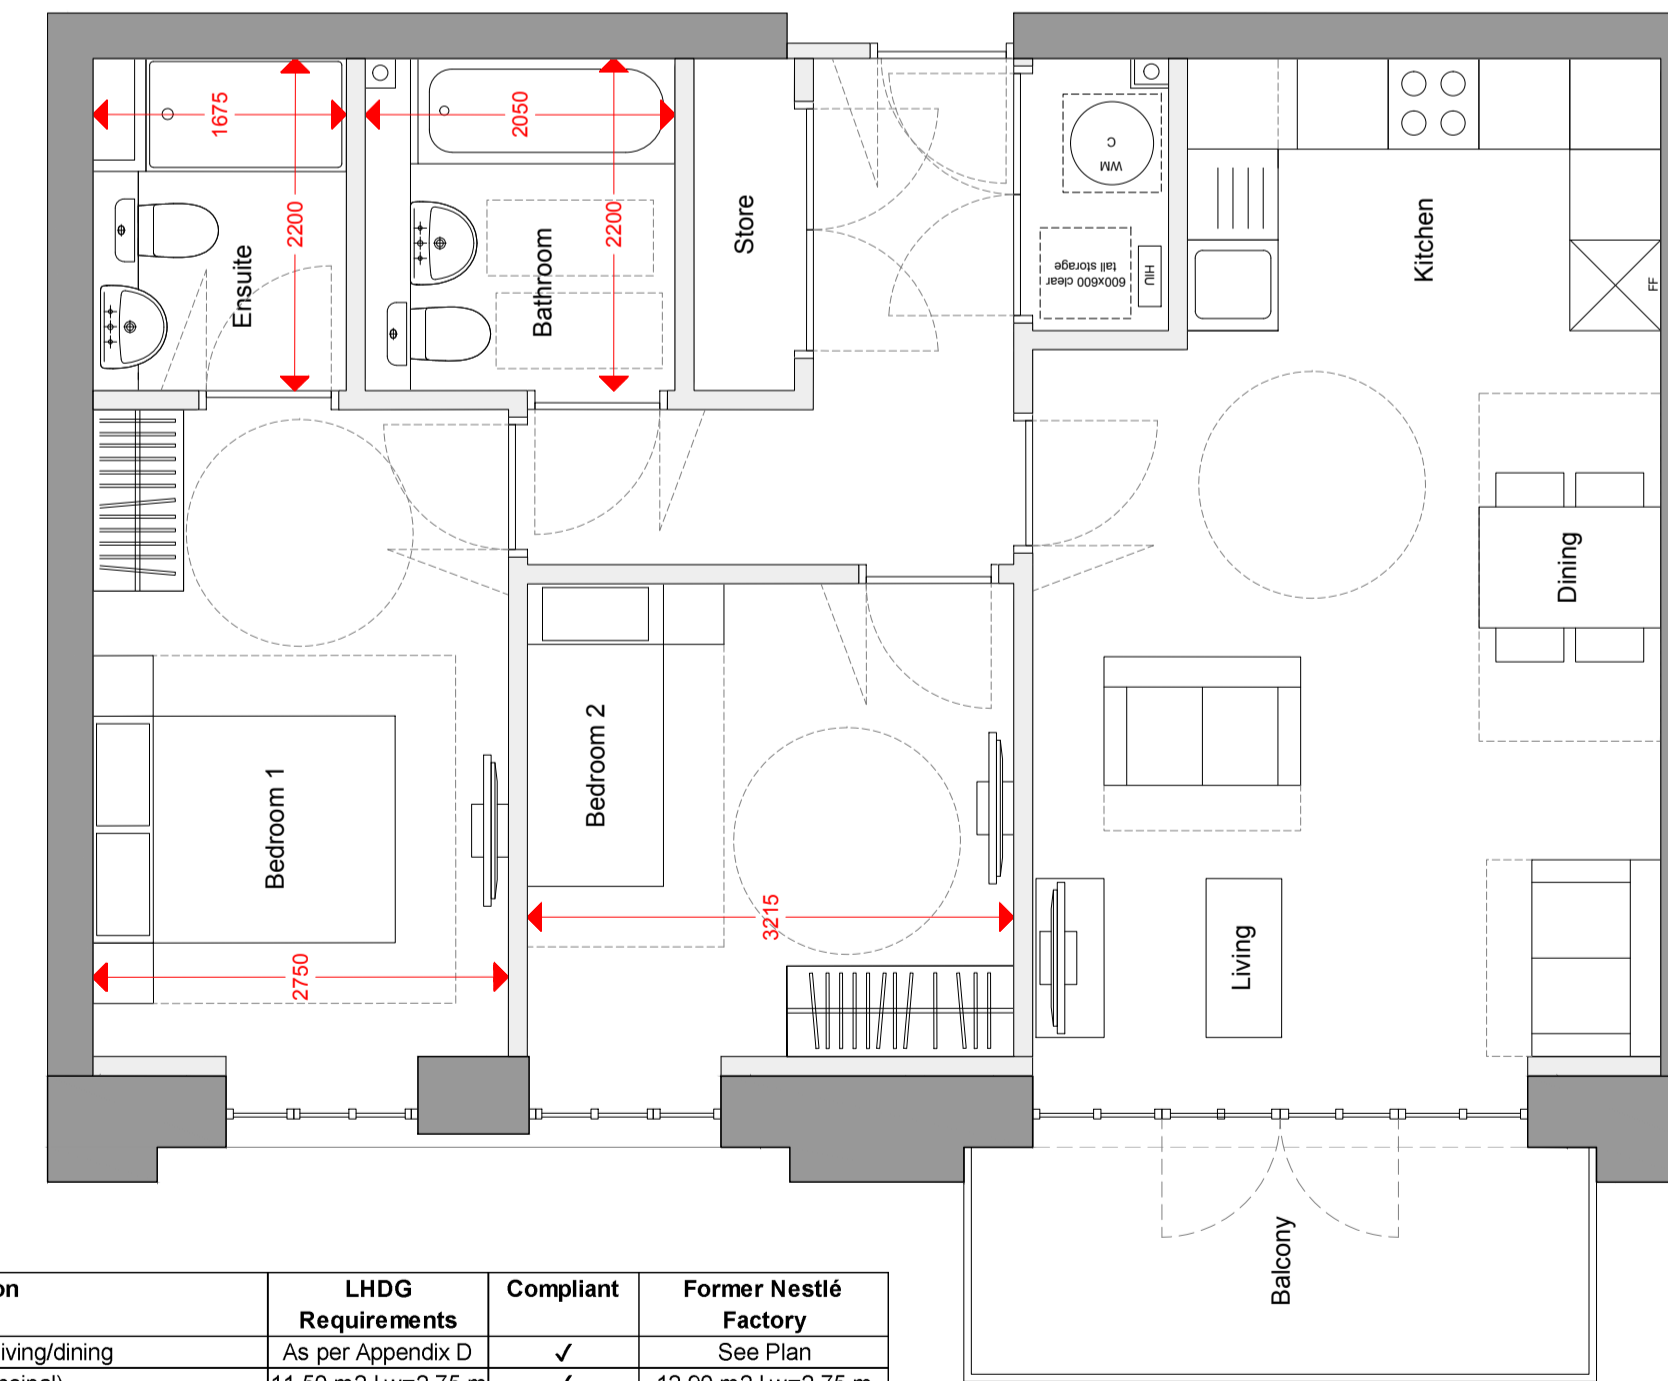 1675
2200
Ensuite
2050
2200
Bathroom
Store
C
WM
600x600 clear
tall storage
HIU
Kitchen
FF
Dining
Bedroom 1
2750
Bedroom 2
3215
Living
Balcony
on LHDG Compliant Former Nestlé
Requirements Factory
iving/dining As per Appendix D ✓ See Plan